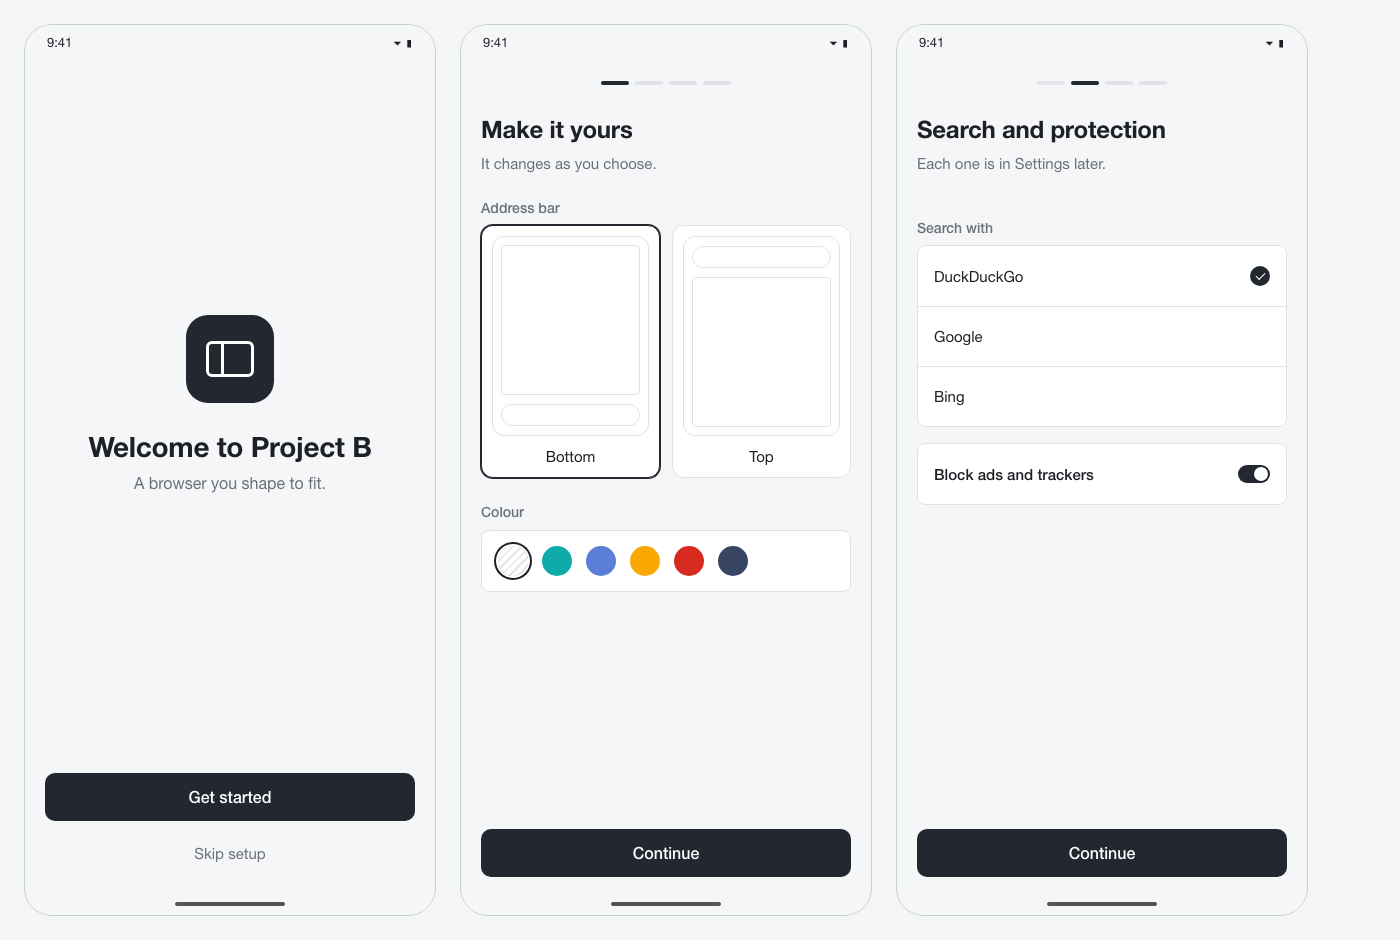 9:41
Welcome to Project B
A browser you shape to fit.
Get started
Skip setup
9:41
Make it yours
It changes as you choose.
Address bar
Bottom
Top
Colour
Continue
9:41
Search and protection
Each one is in Settings later.
Search with
DuckDuckGo
Google
Bing
Block ads and trackers
Continue